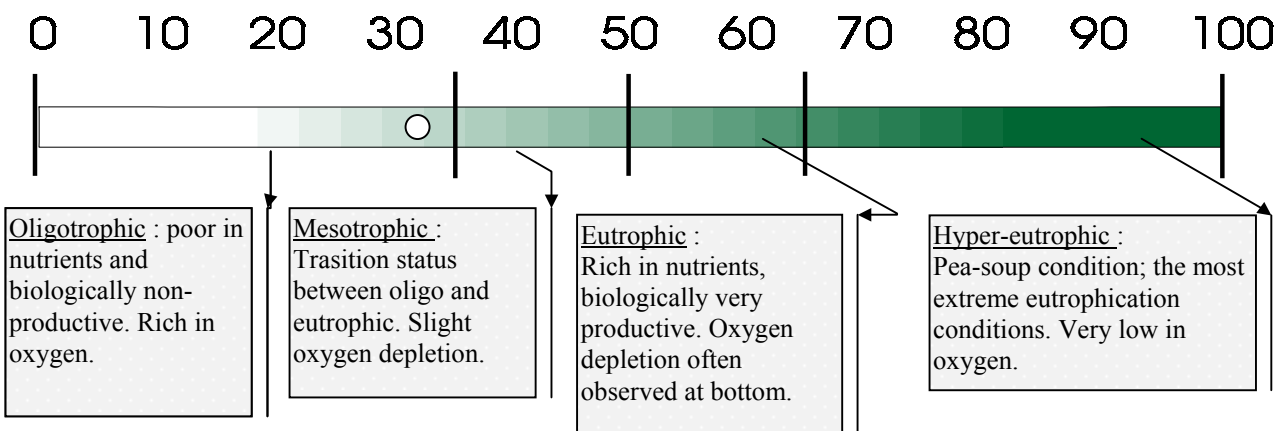 0 10 20 30 40 50 60 70 80 90 100
Oligotrophic : poor in
nutrients and
biologically non-
productive. Rich in
oxygen.
Mesotrophic :
Trasition status
between oligo and
eutrophic. Slight
oxygen depletion.
Eutrophic :
Rich in nutrients,
biologically very
productive. Oxygen
depletion often
observed at bottom.
Hyper-eutrophic :
Pea-soup condition; the most
extreme eutrophication
conditions. Very low in
oxygen.